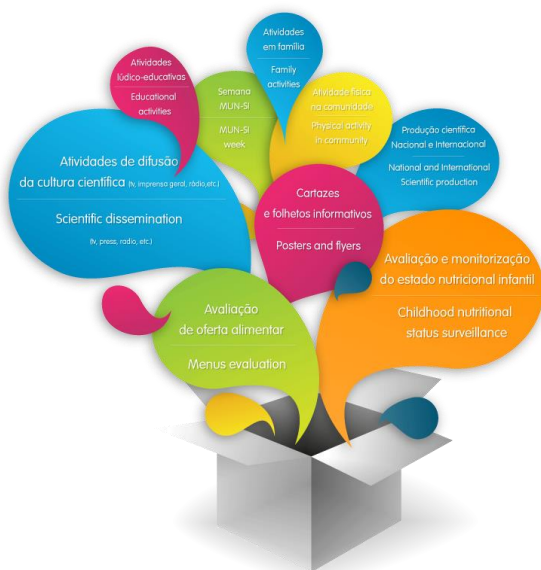 Atividades
em família
Family
activities
Atividades
lúdico-educativas
Educational
activities
Semana
MUN-SI
MUN-SI
week
Atividade física
na comunidade
Physical activity
in community
Produção científica
Nacional e Internacional
National and International
Scientific production
Atividades de difusão
da cultura científica (tv, imprensa geral, rádio,etc.)
Scientific dissemination
(tv, press, radio, etc.)
Cartazes
e folhetos informativos
Posters and flyers
Avaliação e monitorização
do estado nutricional infantil
Childhood nutritional
status surveillance
Avaliação
de oferta alimentar
Menus evaluation